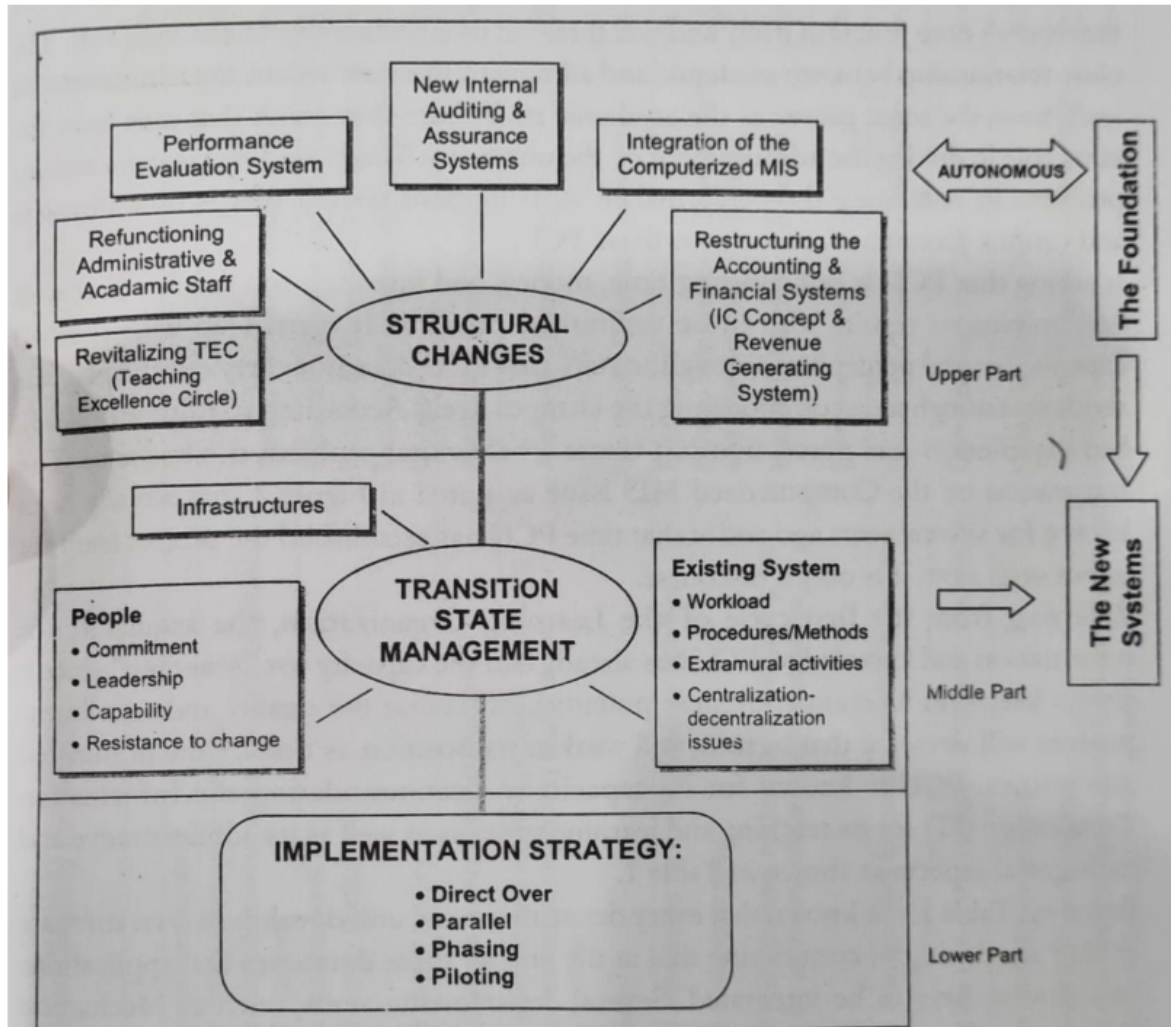 New Internal
Auditing &
Assurance
Systems
Performance
Evaluation System
Integration of the
Computerized MIS
AUTONOMOUS
The Foundation
Refunctioning
Administrative &
Acadamic Staff
Restructuring the
Accounting &
Financial Systems
(IC Concept &
Revenue
Generating
System)
STRUCTURAL
CHANGES
Revitalizing TEC
(Teaching
Excellence Circle)
Upper Part
Infrastructures
TRANSITION
STATE
MANAGEMENT
People
• Commitment
• Leadership
• Capability
• Resistance to change
Existing System
• Workload
• Procedures/Methods
• Extramural activities
• Centralization-
decentralization
issues
The New
Systems
Middle Part
IMPLEMENTATION STRATEGY:
• Direct Over
• Parallel
• Phasing
• Piloting
Lower Part